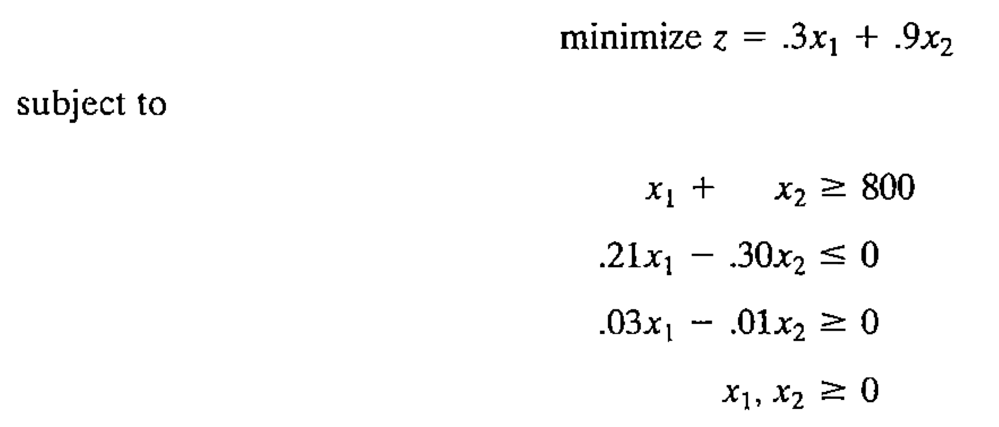 minimize z = .3x₁ + .9x₂
subject to
x₁ + x₂ ≥ 800
.21x₁ − .30x₂ ≤ 0
.03x₁ − .01x₂ ≥ 0
x₁, x₂ ≥ 0